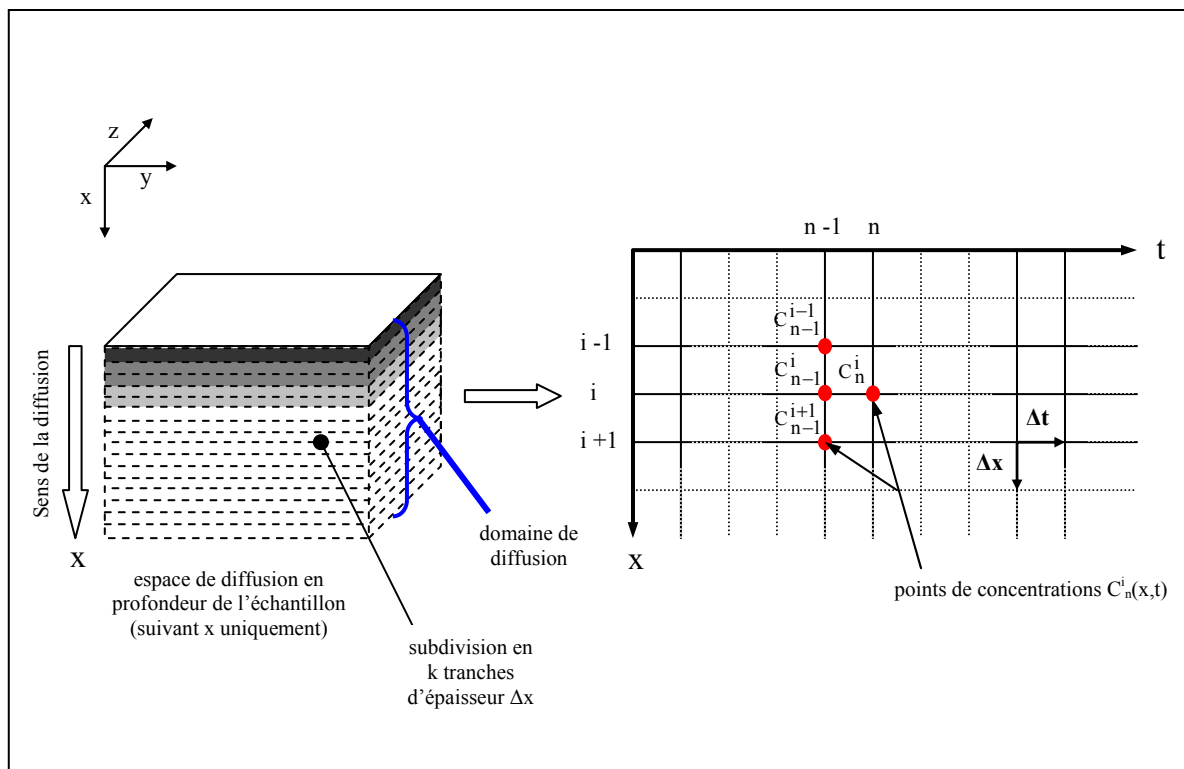 z
y
x
Sens de la diffusion
X
espace de diffusion en
profondeur de l’échantillon
(suivant x uniquement)
subdivision en
k tranches
d’épaisseur Δx
domaine de
diffusion
n -1 n
t
i -1
i
i +1
C^{i−1}_{n−1}
C^{i}_{n−1} C^{i}_{n}
C^{i+1}_{n−1}
Δt
Δx
x
points de concentrations C^{i}_{n}(x,t)